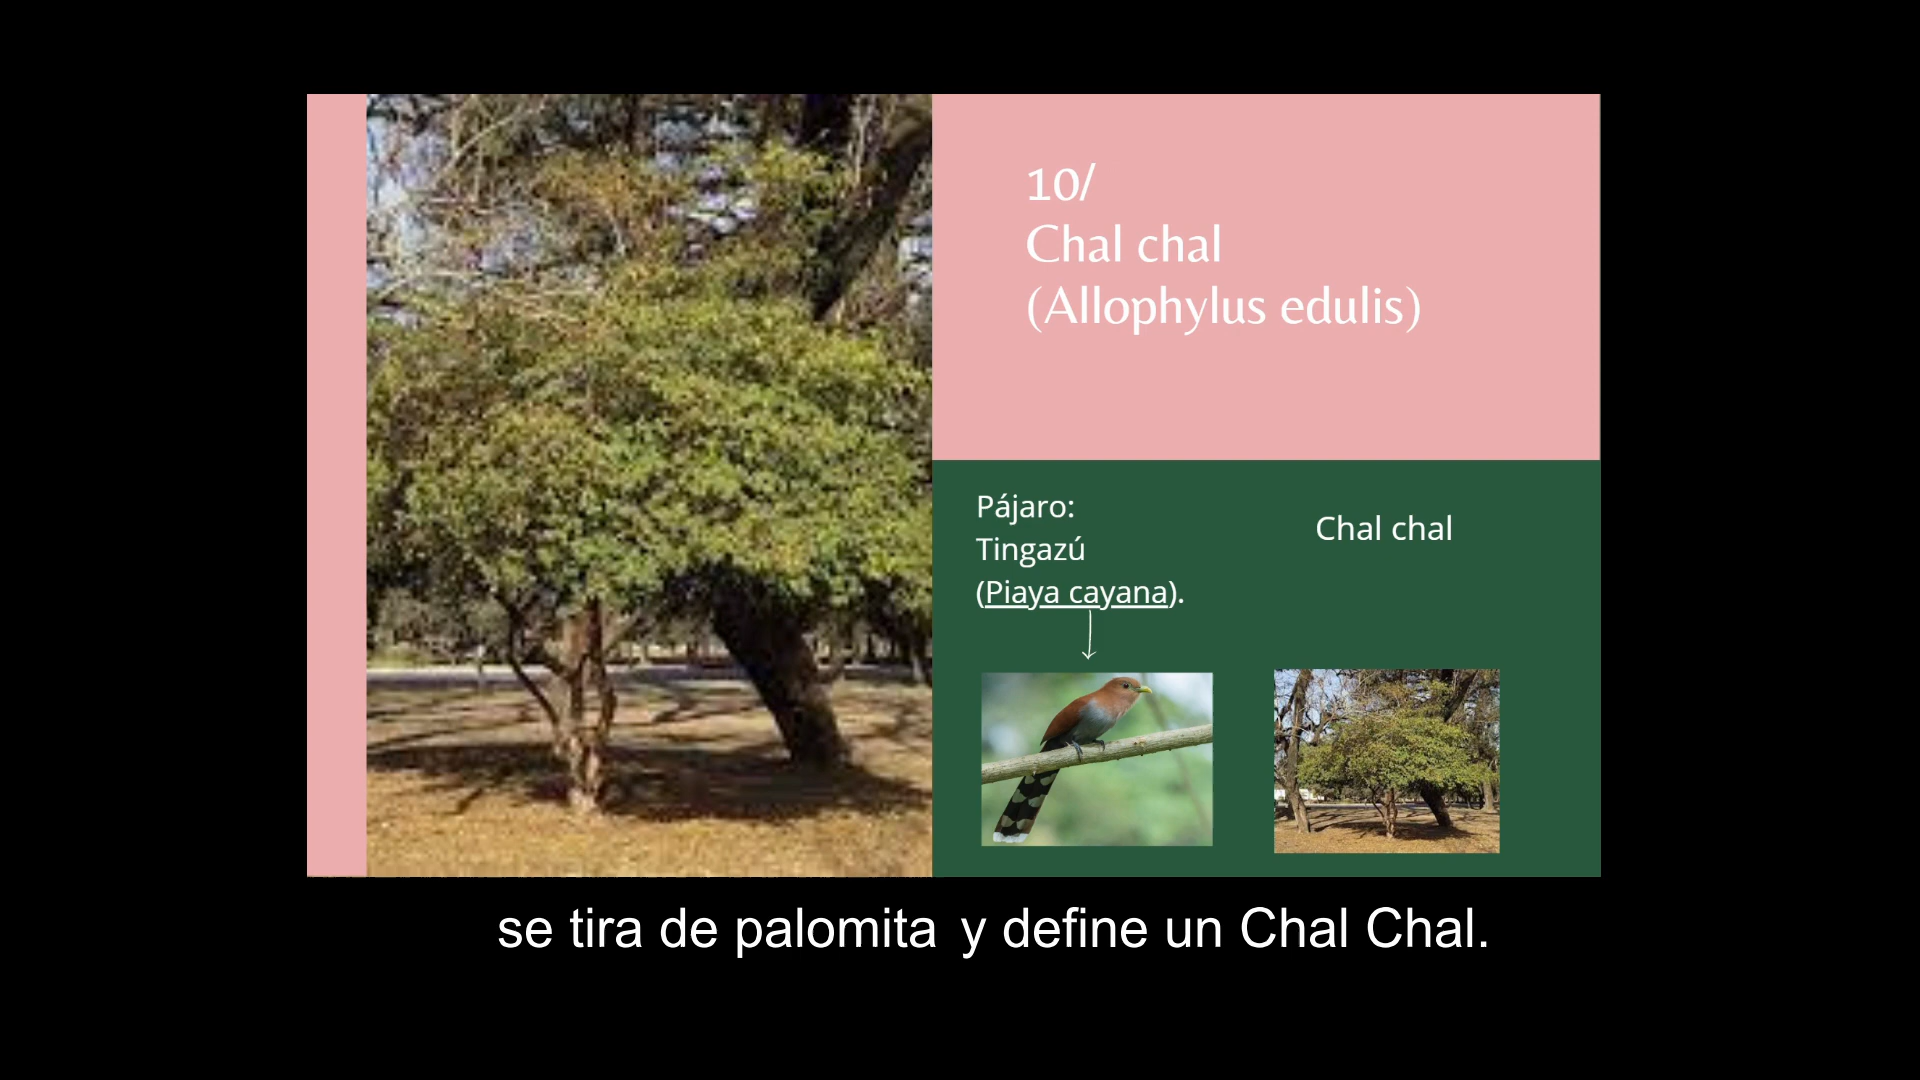 10/
Chal chal
(Allophylus edulis)
Pájaro:
Tingazú
(Piaya cayana).
Chal chal
se tira de palomita y define un Chal Chal.